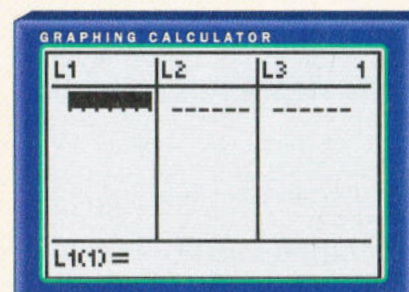 GRAPHING CALCULATOR
L1 L2 L3 1
------ ------ ------
L1(1)=